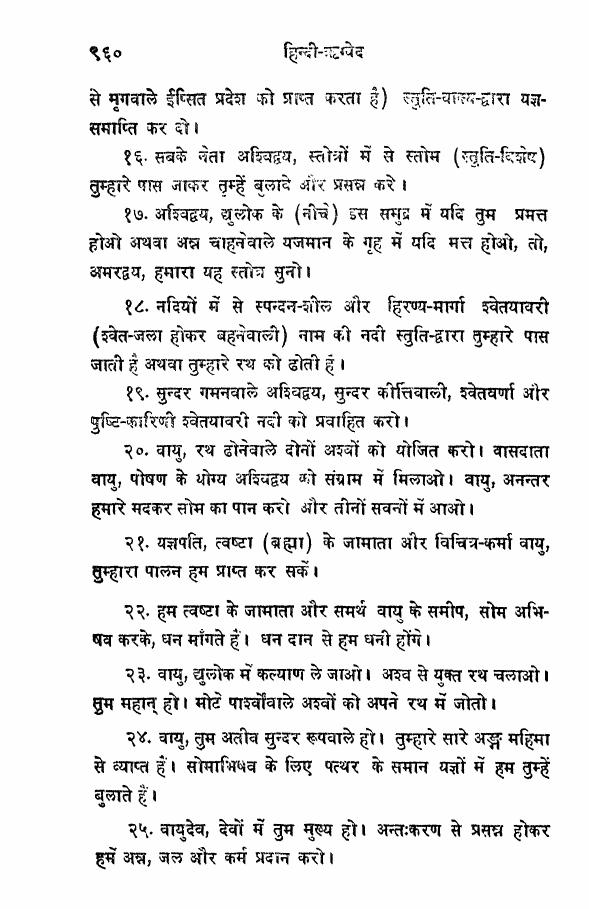 ९६० हिन्दी-ऋग्वेद
से मृगवाले ईप्सित प्रदेश को प्राप्त करता है) स्तुति-वाक्य-द्वारा यज्ञ-
समाप्ति कर दो।
१६. सबके नेता अश्विद्वय, स्तोत्रों में से स्तोम (स्तुति-विशेष)
तुम्हारे पास जाकर तुम्हें बुलावे और प्रसन्न करे।
१७. अश्विद्वय, द्युलोक के (नीचे) इस समुद्र में यदि तुम प्रमत्त
होओ अथवा अन्न चाहनेवाले यजमान के गृह में यदि मत्त होओ, तो,
अमरद्वय, हमारा यह स्तोत्र सुनो।
१८. नदियों में से स्पन्दन-शील और हिरण्य-मार्गा श्वेतयावरी
(श्वेत-जला होकर बहनेवाली) नाम की नदी स्तुति-द्वारा तुम्हारे पास
जाती है अथवा तुम्हारे रथ को ढोती है।
१९. सुन्दर गमनवाले अश्विद्वय, सुन्दर कीर्त्तिवाली, श्वेतवर्णा और
पुष्टि-कारिणी श्वेतयावरी नदी को प्रवाहित करो।
२०. वायु, रथ ढोनेवाले दोनों अश्वों को योजित करो। वासदाता
वायु, पोषण के योग्य अश्विद्वय को संग्राम में मिलाओ। वायु, अनन्तर
हमारे मदकर सोम का पान करो और तीनों सवनों में आओ।
२१. यज्ञपति, त्वष्टा (ब्रह्मा) के जामाता और विचित्र-कर्मा वायु,
तुम्हारा पालन हम प्राप्त कर सकें।
२२. हम त्वष्टा के जामाता और समर्थ वायु के समीप, सोम अभि-
षव करके, धन माँगते हैं। धन दान से हम धनी होंगे।
२३. वायु, द्युलोक में कल्याण ले जाओ। अश्व से युक्त रथ चलाओ।
तुम महान् हो। मोटे पार्श्वोंवाले अश्वों को अपने रथ में जोतो।
२४. वायु, तुम अतीव सुन्दर रूपवाले हो। तुम्हारे सारे अङ्ग महिमा
से व्याप्त हैं। सोमाभिषव के लिए पत्थर के समान यज्ञों में हम तुम्हें
बुलाते हैं।
२५. वायुदेव, देवों में तुम मुख्य हो। अन्तःकरण से प्रसन्न होकर
हमें अन्न, जल और कर्म प्रदान करो।